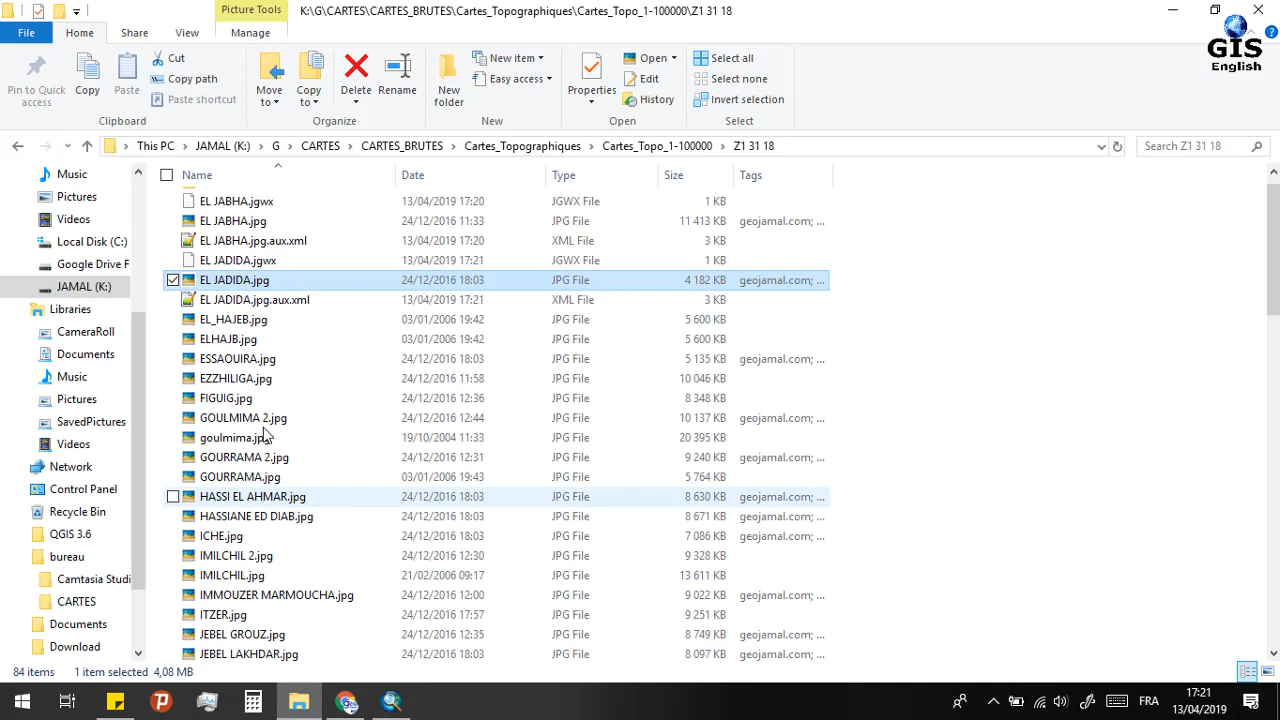 Picture Tools
K:\G\CARTES\CARTES_BRUTES\Cartes_Topographiques\Cartes_Topo_1-100000\Z1 31 18
File Home Share View Manage
GIS
English
Pin to Quick access
Copy
Paste
Cut
Copy path
Paste shortcut
Move to
Copy to
Delete
Rename
New folder
New item
Easy access
Properties
Open
Edit
History
Select all
Select none
Invert selection
Clipboard Organize New Open Select
This PC JAMAL (K:) G CARTES CARTES_BRUTES Cartes_Topographiques Cartes_Topo_1-100000 Z1 31 18
Search Z1 31 18
Music
Pictures
Videos
Local Disk (C:)
Google Drive F
JAMAL (K:)
Libraries
CameraRoll
Documents
Music
Pictures
SavedPictures
Videos
Network
Control Panel
Recycle Bin
QGIS 3.6
bureau
Camtasia Studi
CARTES
Documents
Download
Name Date Type Size Tags
EL JABHA.jgwx 13/04/2019 17:20 JGWX File 1 KB
EL JABHA.jpg 24/12/2016 11:33 JPG File 11 413 KB geojamal.com; ...
EL JABHA.jpg.aux.xml 13/04/2019 17:20 XML File 3 KB
EL JADIDA.jgwx 13/04/2019 17:21 JGWX File 1 KB
EL JADIDA.jpg 24/12/2016 18:03 JPG File 4 182 KB geojamal.com; ...
EL JADIDA.jpg.aux.xml 13/04/2019 17:21 XML File 3 KB
EL_HAJEB.jpg 03/01/2006 19:42 JPG File 5 600 KB
ELHAJB.jpg 03/01/2006 19:42 JPG File 5 600 KB
ESSAOUIRA.jpg 24/12/2016 18:03 JPG File 5 135 KB geojamal.com; ...
EZZHILIGA.jpg 24/12/2016 11:58 JPG File 10 046 KB
FIGUIG.jpg 24/12/2016 12:36 JPG File 8 348 KB
GOULMIMA 2.jpg 24/12/2016 12:44 JPG File 10 137 KB geojamal.com; ...
goulmima.jpg 19/10/2004 11:33 JPG File 20 395 KB
GOURRAMA 2.jpg 24/12/2016 12:31 JPG File 9 240 KB geojamal.com; ...
GOURRAMA.jpg 03/01/2006 19:43 JPG File 5 764 KB
HASSI EL AHMAR.jpg 24/12/2016 18:03 JPG File 8 630 KB geojamal.com; ...
HASSIANE ED DIAB.jpg 24/12/2016 18:03 JPG File 8 671 KB geojamal.com; ...
ICHE.jpg 24/12/2016 18:03 JPG File 7 086 KB geojamal.com; ...
IMILCHIL 2.jpg 24/12/2016 12:30 JPG File 9 328 KB
IMILCHIL.jpg 21/02/2006 09:17 JPG File 13 611 KB
IMMOUZER MARMOUCHA.jpg 24/12/2016 12:00 JPG File 9 022 KB geojamal.com; ...
ITZER.jpg 24/12/2016 17:57 JPG File 9 251 KB
JEBEL GROUZ.jpg 24/12/2016 12:35 JPG File 8 749 KB geojamal.com; ...
JEBEL LAKHDAR.jpg 24/12/2016 18:03 JPG File 8 097 KB geojamal.com; ...
84 items 1 item selected 4,08 MB
FRA
17:21
13/04/2019